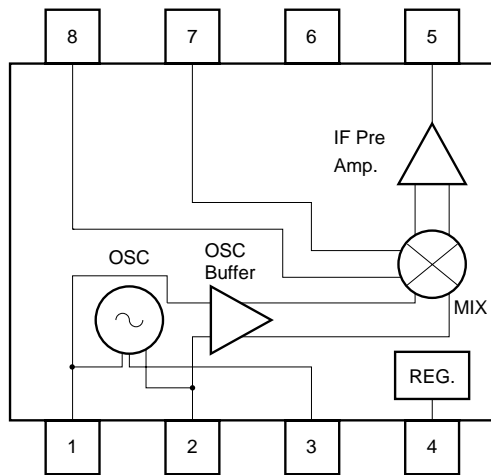 8 7 6 5
IF Pre
Amp.
OSC
OSC
Buffer
MIX
REG.
1 2 3 4